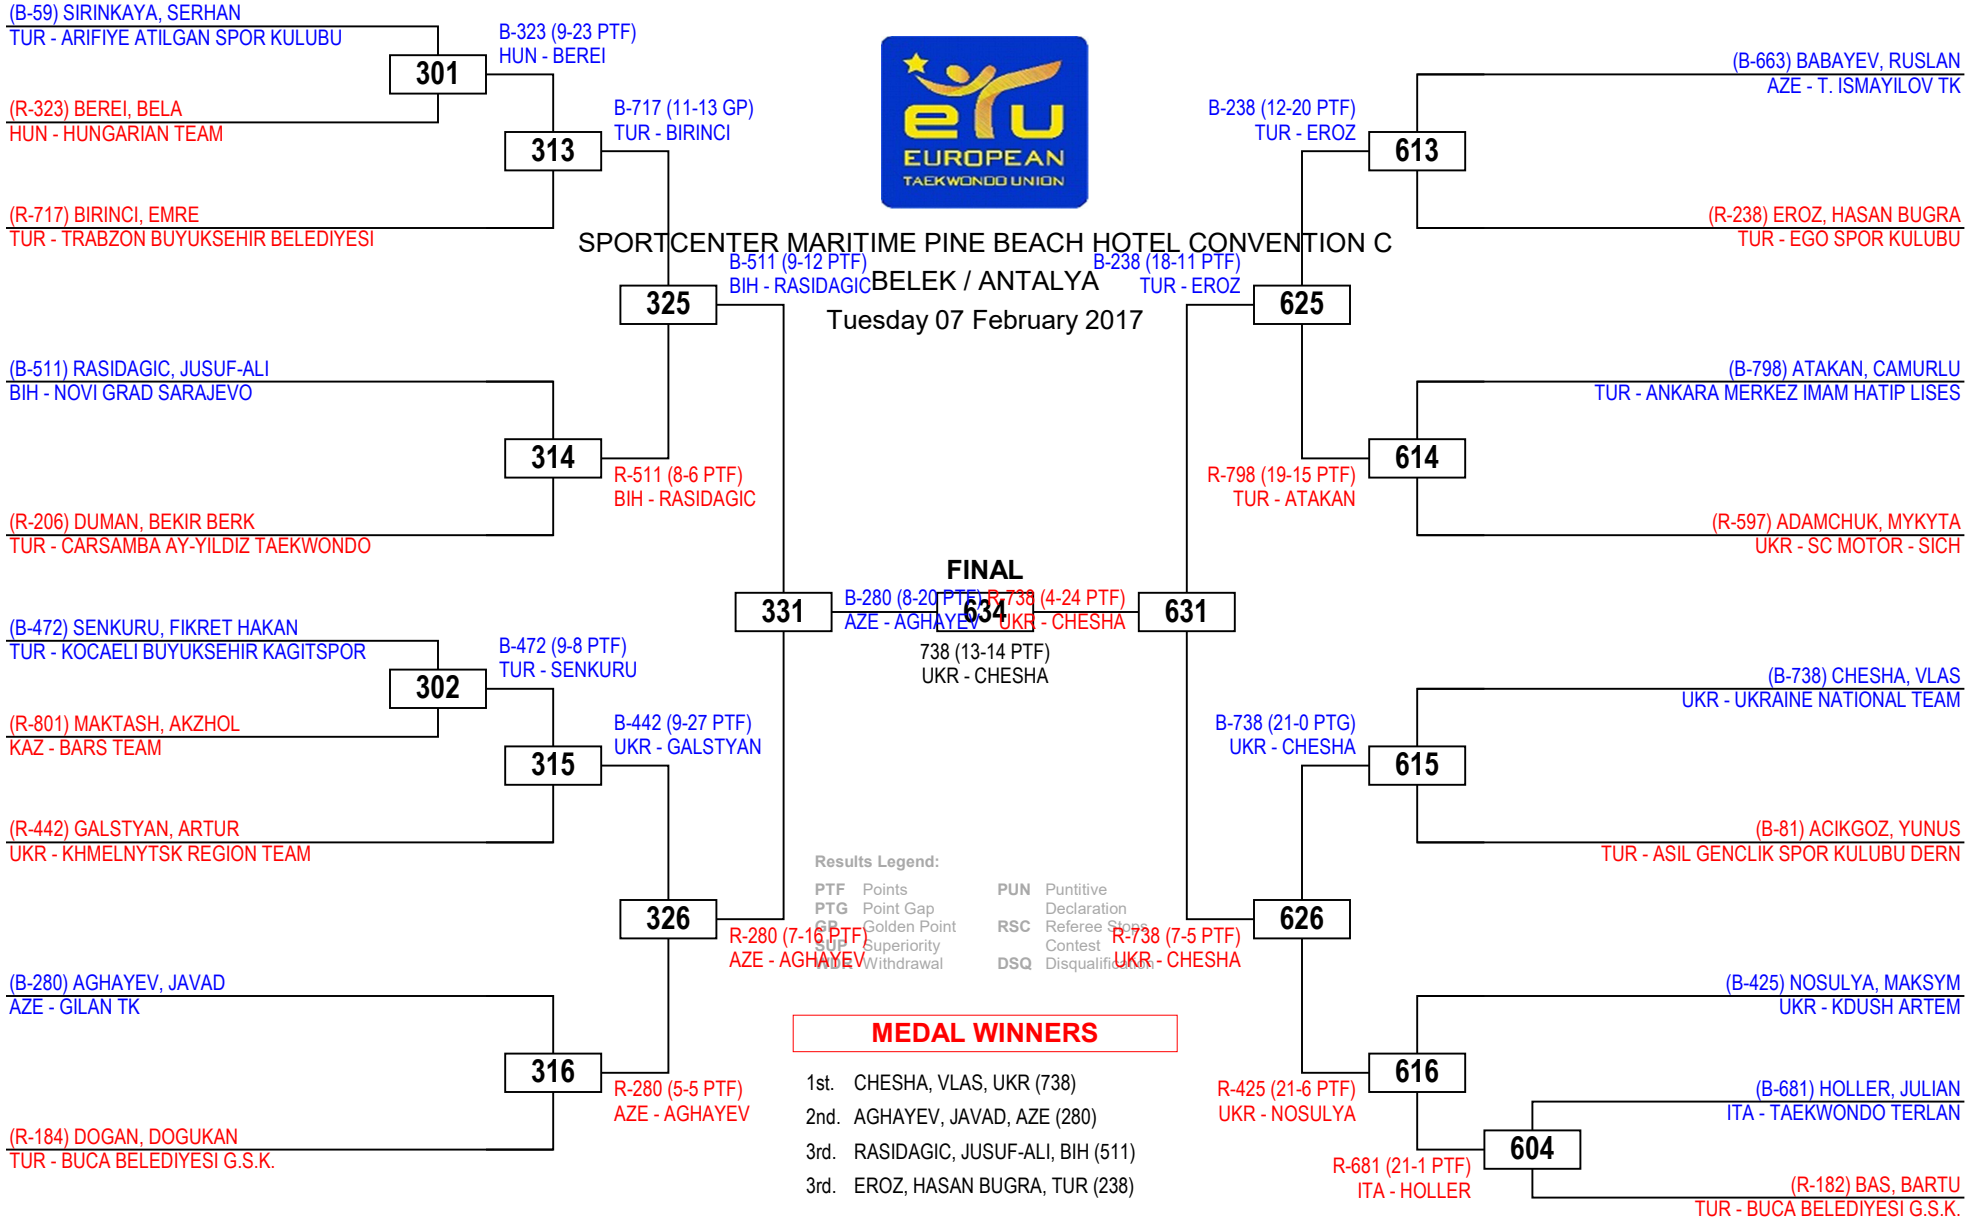 (B-59) SIRINKAYA, SERHAN
TUR - ARIFIYE ATILGAN SPOR KULUBU
301
(R-323) BEREI, BELA
HUN - HUNGARIAN TEAM
B-323 (9-23 PTF)
HUN - BEREI
313
(R-717) BIRINCI, EMRE
TUR - TRABZON BUYUKSEHIR BELEDIYESI
B-717 (11-13 GP)
TUR - BIRINCI
325
(B-511) RASIDAGIC, JUSUF-ALI
BIH - NOVI GRAD SARAJEVO
314
(R-206) DUMAN, BEKIR BERK
TUR - CARSAMBA AY-YILDIZ TAEKWONDO
R-511 (8-6 PTF)
BIH - RASIDAGIC
B-511 (9-12 PTF)
BIH - RASIDAGIC
331
(B-472) SENKURU, FIKRET HAKAN
TUR - KOCAELI BUYUKSEHIR KAGITSPOR
302
(R-801) MAKTASH, AKZHOL
KAZ - BARS TEAM
B-472 (9-8 PTF)
TUR - SENKURU
315
(R-442) GALSTYAN, ARTUR
UKR - KHMELNYTSK REGION TEAM
B-442 (9-27 PTF)
UKR - GALSTYAN
326
(B-280) AGHAYEV, JAVAD
AZE - GILAN TK
316
(R-184) DOGAN, DOGUKAN
TUR - BUCA BELEDIYESI G.S.K.
R-280 (5-5 PTF)
AZE - AGHAYEV
R-280 (7-16 PTF)
AZE - AGHAYEV
eTU
EUROPEAN
TAEKWONDO UNION
SPORTCENTER MARITIME PINE BEACH HOTEL CONVENTION C
BELEK / ANTALYA
Tuesday 07 February 2017
FINAL
B-280 (8-20 PTF)
AZE - AGHAYEV
634
R-738 (4-24 PTF)
UKR - CHESHA
738 (13-14 PTF)
UKR - CHESHA
Results Legend:
PTF Points
PTG Point Gap
GP Golden Point
SUP Superiority
WDR Withdrawal
PUN Puntitive
Declaration
RSC Referee Stops
Contest
DSQ Disqualification
MEDAL WINNERS
1st. CHESHA, VLAS, UKR (738)
2nd. AGHAYEV, JAVAD, AZE (280)
3rd. RASIDAGIC, JUSUF-ALI, BIH (511)
3rd. EROZ, HASAN BUGRA, TUR (238)
(B-663) BABAYEV, RUSLAN
AZE - T. ISMAYILOV TK
613
(R-238) EROZ, HASAN BUGRA
TUR - EGO SPOR KULUBU
B-238 (12-20 PTF)
TUR - EROZ
625
(B-798) ATAKAN, CAMURLU
TUR - ANKARA MERKEZ IMAM HATIP LISES
614
(R-597) ADAMCHUK, MYKYTA
UKR - SC MOTOR - SICH
R-798 (19-15 PTF)
TUR - ATAKAN
B-238 (18-11 PTF)
TUR - EROZ
631
(B-738) CHESHA, VLAS
UKR - UKRAINE NATIONAL TEAM
615
(B-81) ACIKGOZ, YUNUS
TUR - ASIL GENCLIK SPOR KULUBU DERN
B-738 (21-0 PTG)
UKR - CHESHA
626
R-738 (7-5 PTF)
UKR - CHESHA
(B-425) NOSULYA, MAKSYM
UKR - KDUSH ARTEM
616
R-425 (21-6 PTF)
UKR - NOSULYA
(B-681) HOLLER, JULIAN
ITA - TAEKWONDO TERLAN
604
(R-182) BAS, BARTU
TUR - BUCA BELEDIYESI G.S.K.
R-681 (21-1 PTF)
ITA - HOLLER